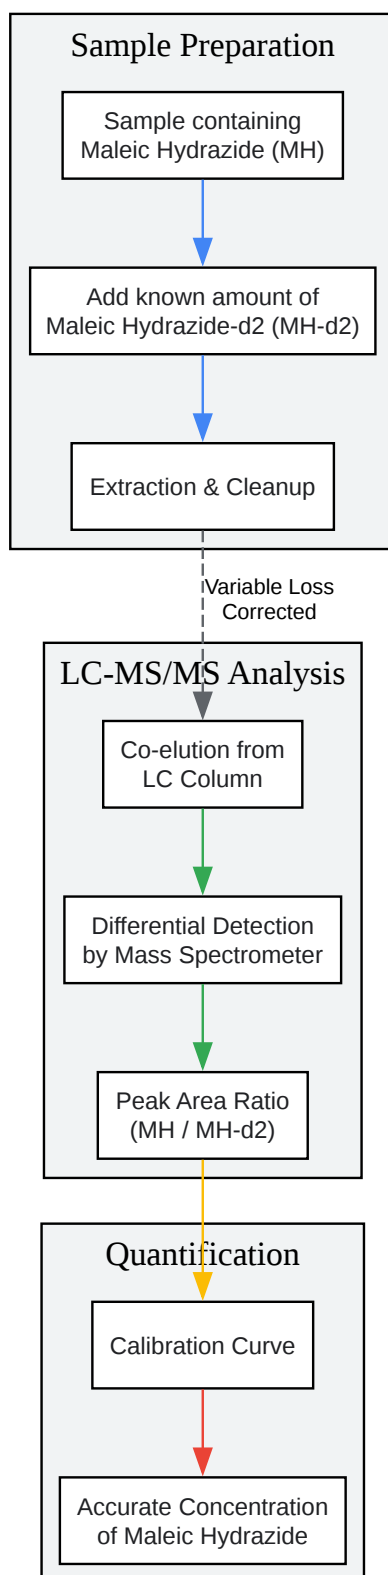 Sample Preparation
Sample containing
Maleic Hydrazide (MH)
Add known amount of
Maleic Hydrazide-d2 (MH-d2)
Extraction & Cleanup
Variable Loss
Corrected
LC-MS/MS Analysis
Co-elution from
LC Column
Differential Detection
by Mass Spectrometer
Peak Area Ratio
(MH / MH-d2)
Quantification
Calibration Curve
Accurate Concentration
of Maleic Hydrazide